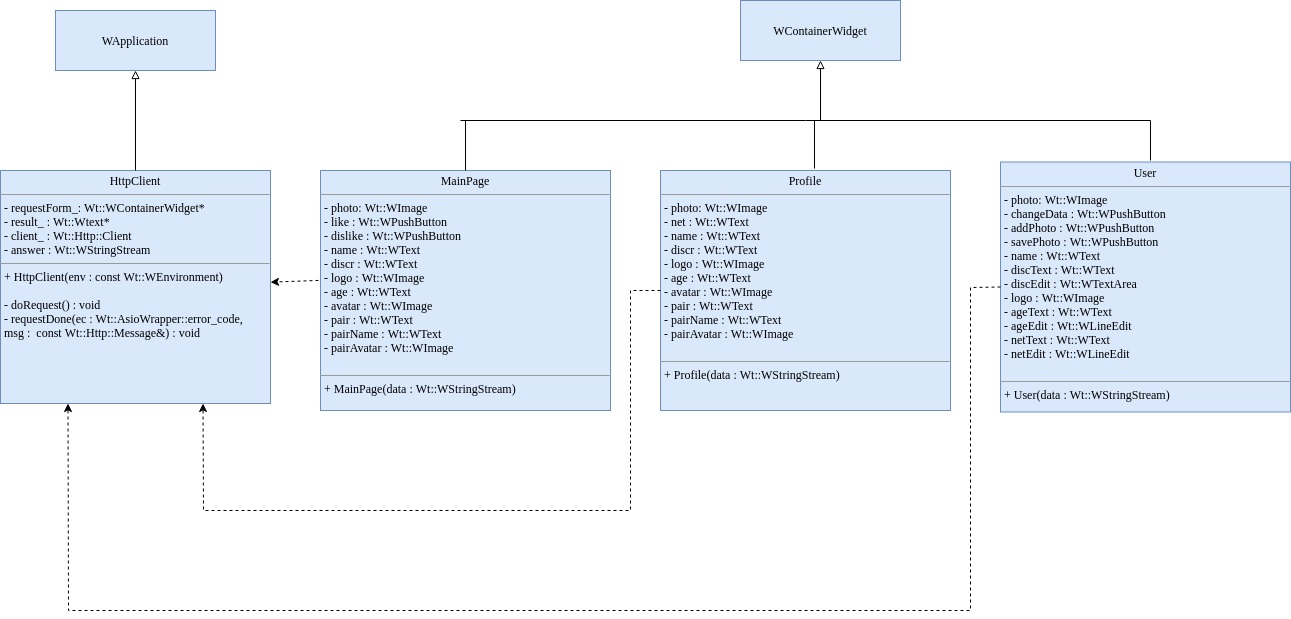 WApplication
WContainerWidget
HttpClient
- requestForm_: Wt::WContainerWidget*
- result_ : Wt::Wtext*
- client_ : Wt::Http::Client
- answer : Wt::WStringStream
+ HttpClient(env : const Wt::WEnvironment)
- doRequest() : void
- requestDone(ec : Wt::AsioWrapper::error_code,
msg :  const Wt::Http::Message&) : void
MainPage
- photo: Wt::WImage
- like : Wt::WPushButton
- dislike : Wt::WPushButton
- name : Wt::WText
- discr : Wt::WText
- logo : Wt::WImage
- age : Wt::WText
- avatar : Wt::WImage
- pair : Wt::WText
- pairName : Wt::WText
- pairAvatar : Wt::WImage
+ MainPage(data : Wt::WStringStream)
Profile
- photo: Wt::WImage
- net : Wt::WText
- name : Wt::WText
- discr : Wt::WText
- logo : Wt::WImage
- age : Wt::WText
- avatar : Wt::WImage
- pair : Wt::WText
- pairName : Wt::WText
- pairAvatar : Wt::WImage
+ Profile(data : Wt::WStringStream)
User
- photo: Wt::WImage
- changeData : Wt::WPushButton
- addPhoto : Wt::WPushButton
- savePhoto : Wt::WPushButton
- name : Wt::WText
- discText : Wt::WText
- discEdit : Wt::WTextArea
- logo : Wt::WImage
- ageText : Wt::WText
- ageEdit : Wt::WLineEdit
- netText : Wt::WText
- netEdit : Wt::WLineEdit
+ User(data : Wt::WStringStream)